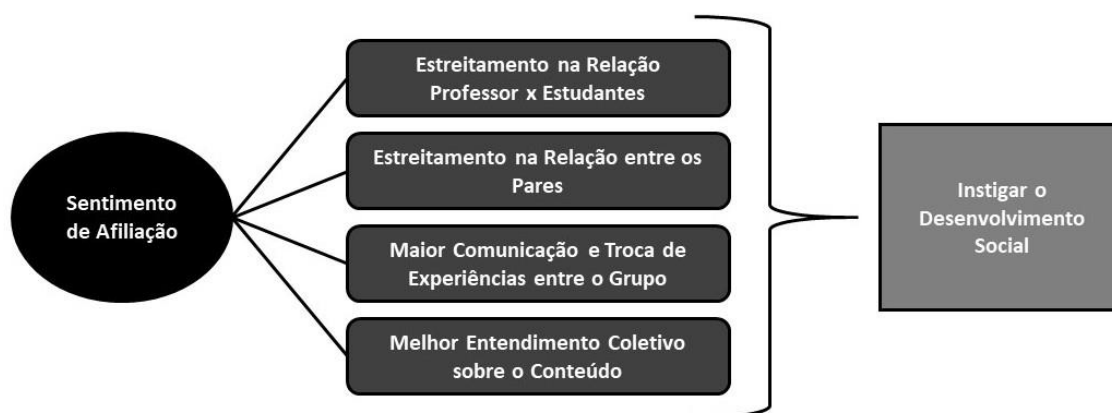 Sentimento
de Afiliação
Estreitamento na Relação
Professor x Estudantes
Estreitamento na Relação entre os
Pares
Maior Comunicação e Troca de
Experiências entre o Grupo
Melhor Entendimento Coletivo
sobre o Conteúdo
Instigar o
Desenvolvimento
Social